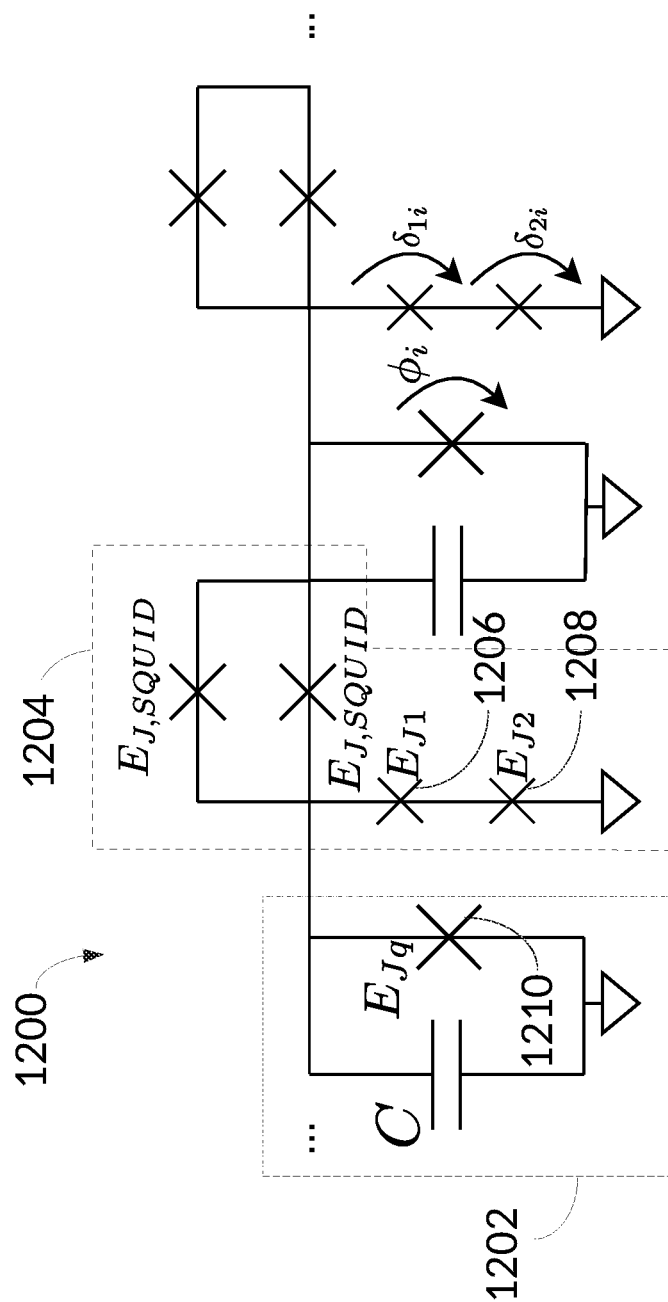 1200
1204
E_{J,SQUID}
E_{J,SQUID}
...
δ_{1i}
δ_{2i}
ϕ_i
E_{J1}
1206
E_{J2}
1208
...
C
E_{Jq}
1210
1202